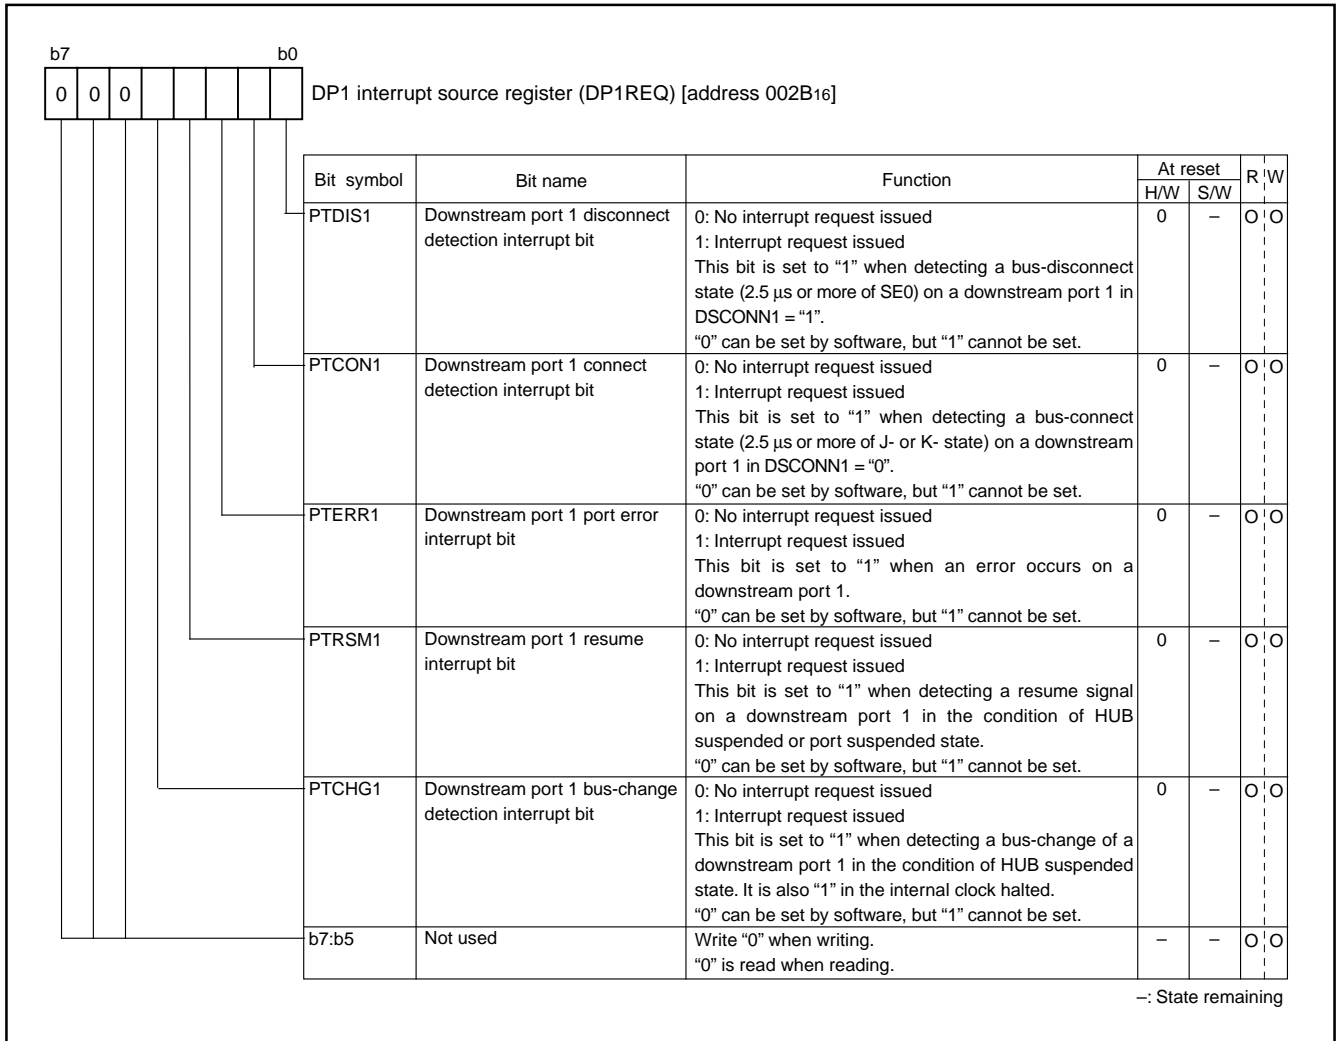 b7 b0
0 0 0 DP1 interrupt source register (DP1REQ) [address 002B16]
Bit symbol Bit name Function At reset R W
H/W S/W
PTDIS1 Downstream port 1 disconnect 0: No interrupt request issued 0 – O O
detection interrupt bit 1: Interrupt request issued
This bit is set to “1” when detecting a bus-disconnect
state (2.5 μs or more of SE0) on a downstream port 1 in
DSCONN1 = “1”.
“0” can be set by software, but “1” cannot be set.
PTCON1 Downstream port 1 connect 0: No interrupt request issued 0 – O O
detection interrupt bit 1: Interrupt request issued
This bit is set to “1” when detecting a bus-connect
state (2.5 μs or more of J- or K- state) on a downstream
port 1 in DSCONN1 = “0”.
“0” can be set by software, but “1” cannot be set.
PTERR1 Downstream port 1 port error 0: No interrupt request issued 0 – O O
interrupt bit 1: Interrupt request issued
This bit is set to “1” when an error occurs on a
downstream port 1.
“0” can be set by software, but “1” cannot be set.
PTRSM1 Downstream port 1 resume 0: No interrupt request issued 0 – O O
interrupt bit 1: Interrupt request issued
This bit is set to “1” when detecting a resume signal
on a downstream port 1 in the condition of HUB
suspended or port suspended state.
“0” can be set by software, but “1” cannot be set.
PTCHG1 Downstream port 1 bus-change 0: No interrupt request issued 0 – O O
detection interrupt bit 1: Interrupt request issued
This bit is set to “1” when detecting a bus-change of a
downstream port 1 in the condition of HUB suspended
state. It is also “1” in the internal clock halted.
“0” can be set by software, but “1” cannot be set.
b7:b5 Not used Write “0” when writing. – – O O
“0” is read when reading.
–: State remaining